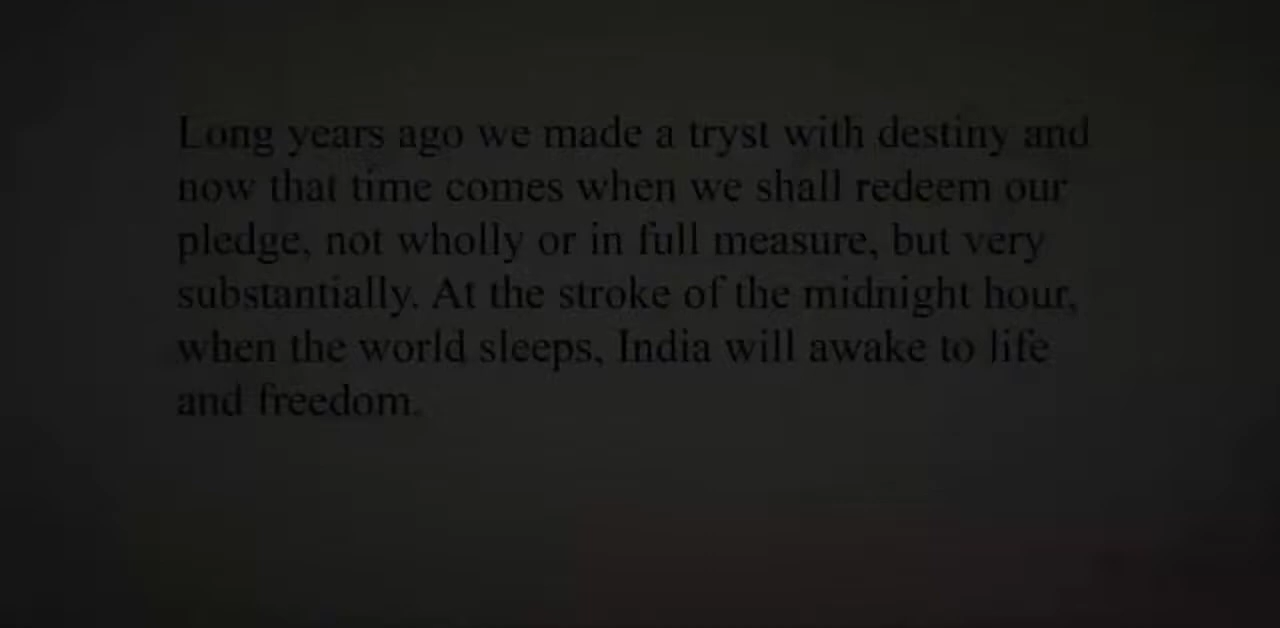 Long years ago we made a tryst with destiny and
now that time comes when we shall redeem our
pledge, not wholly or in full measure, but very
substantially. At the stroke of the midnight hour,
when the world sleeps, India will awake to life
and freedom.